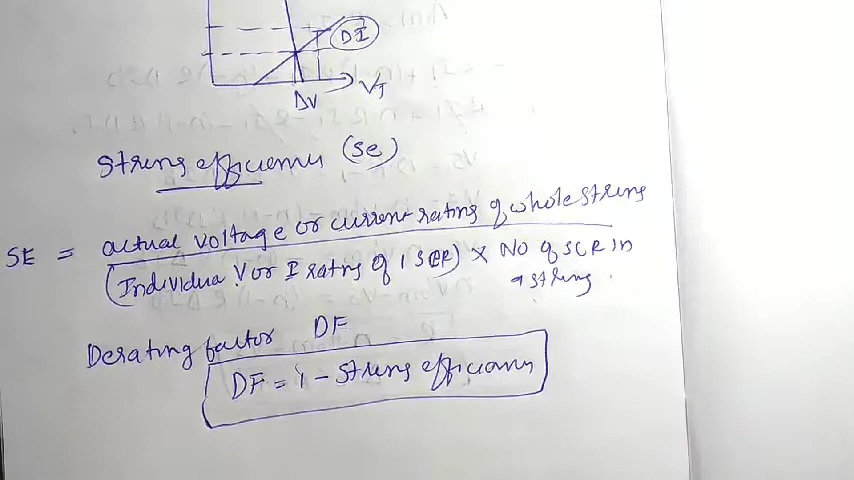 DI
VT
ΔV
String efficiency (SE)
SE = actual voltage or current rating of whole string
(Individua V or I rating of 1 SCR) × No of SCR in
a string
Derating factor DF
DF = 1 - String efficiency